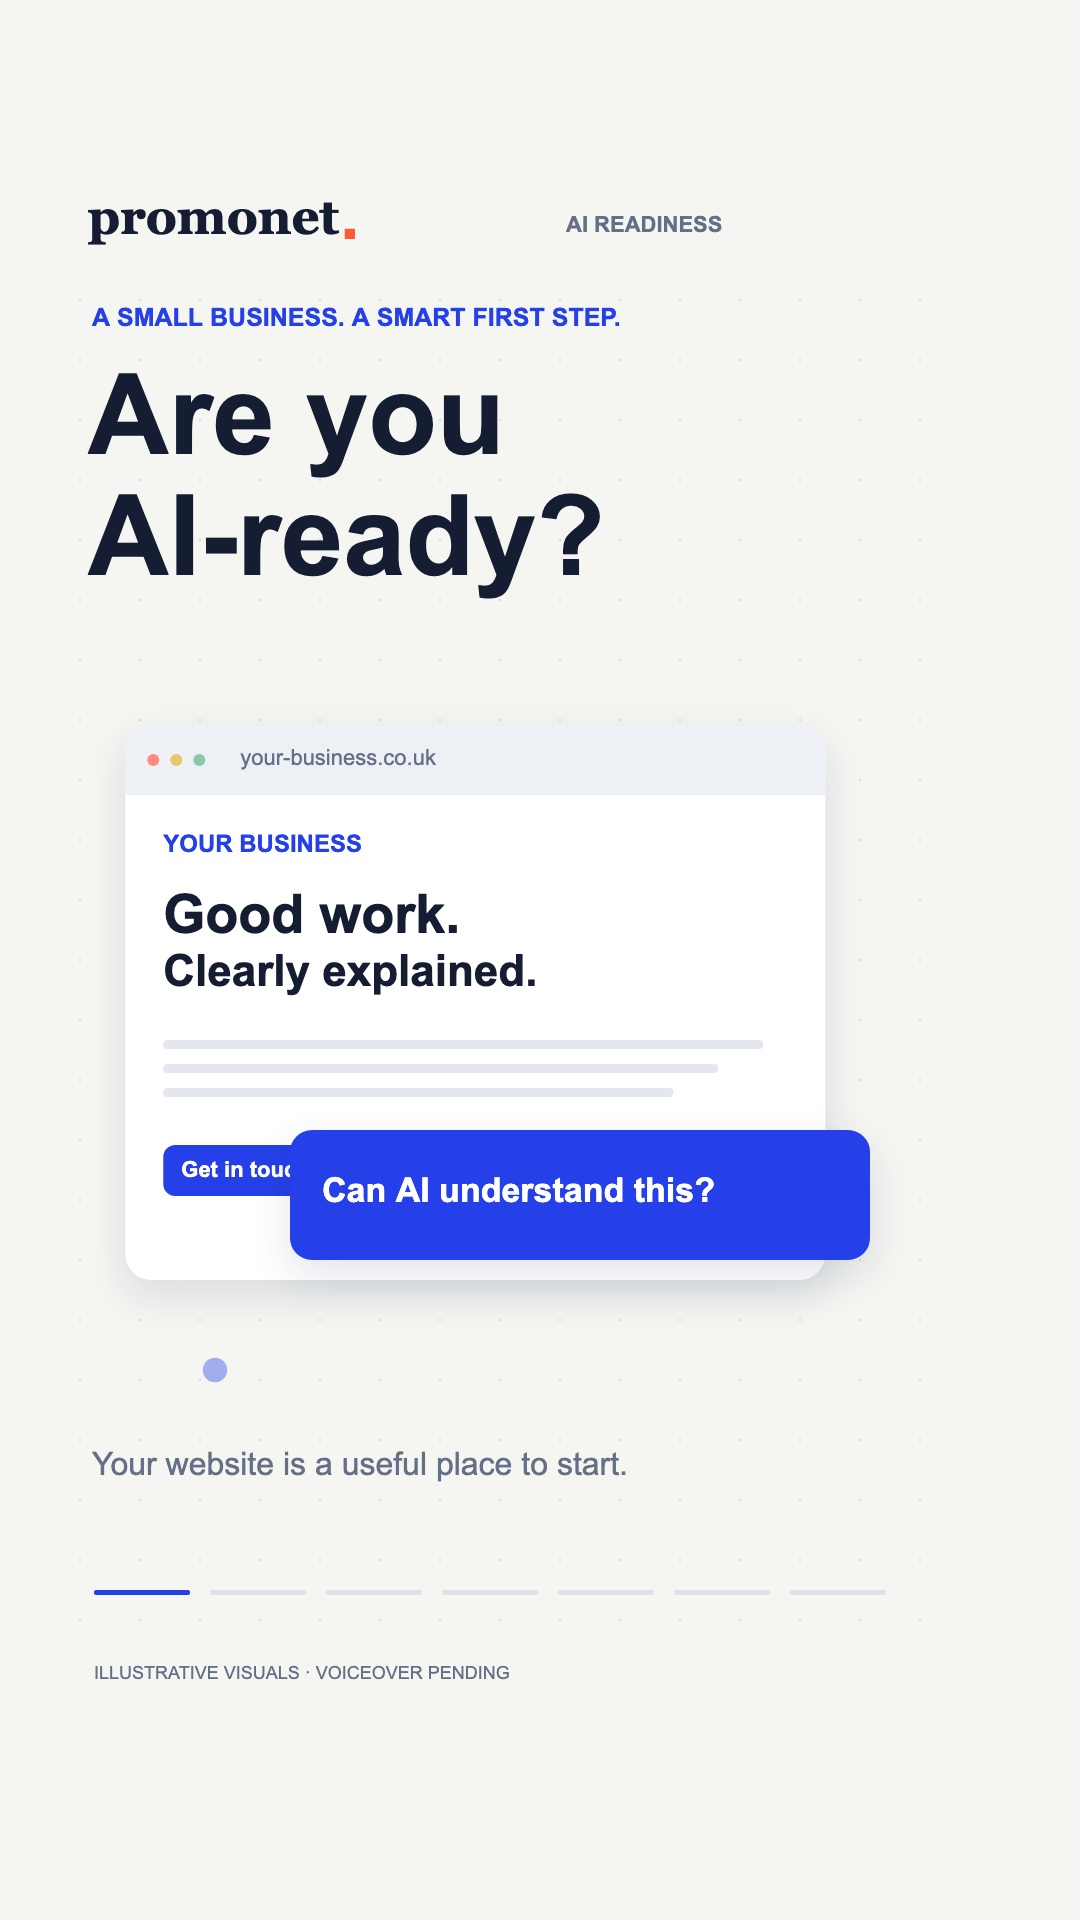 promonet.
AI READINESS
A SMALL BUSINESS. A SMART FIRST STEP.
Are you
AI-ready?
your-business.co.uk
YOUR BUSINESS
Good work.
Clearly explained.
Get in touc
Can AI understand this?
Your website is a useful place to start.
ILLUSTRATIVE VISUALS · VOICEOVER PENDING